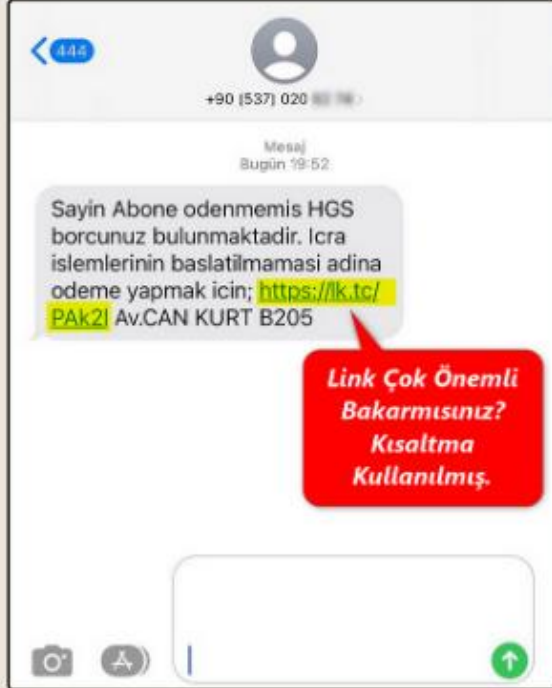 444
+90 (537) 020
Mesaj
Bugün 19:52
Sayin Abone odenmemis HGS
borcunuz bulunmaktadir. Icra
islemlerinin baslatilmamasi adina
odeme yapmak icin; https://lk.tc/
PAk2l Av.CAN KURT B205
Link Çok Önemli
Bakarmısınız?
Kısaltma
Kullanılmış.